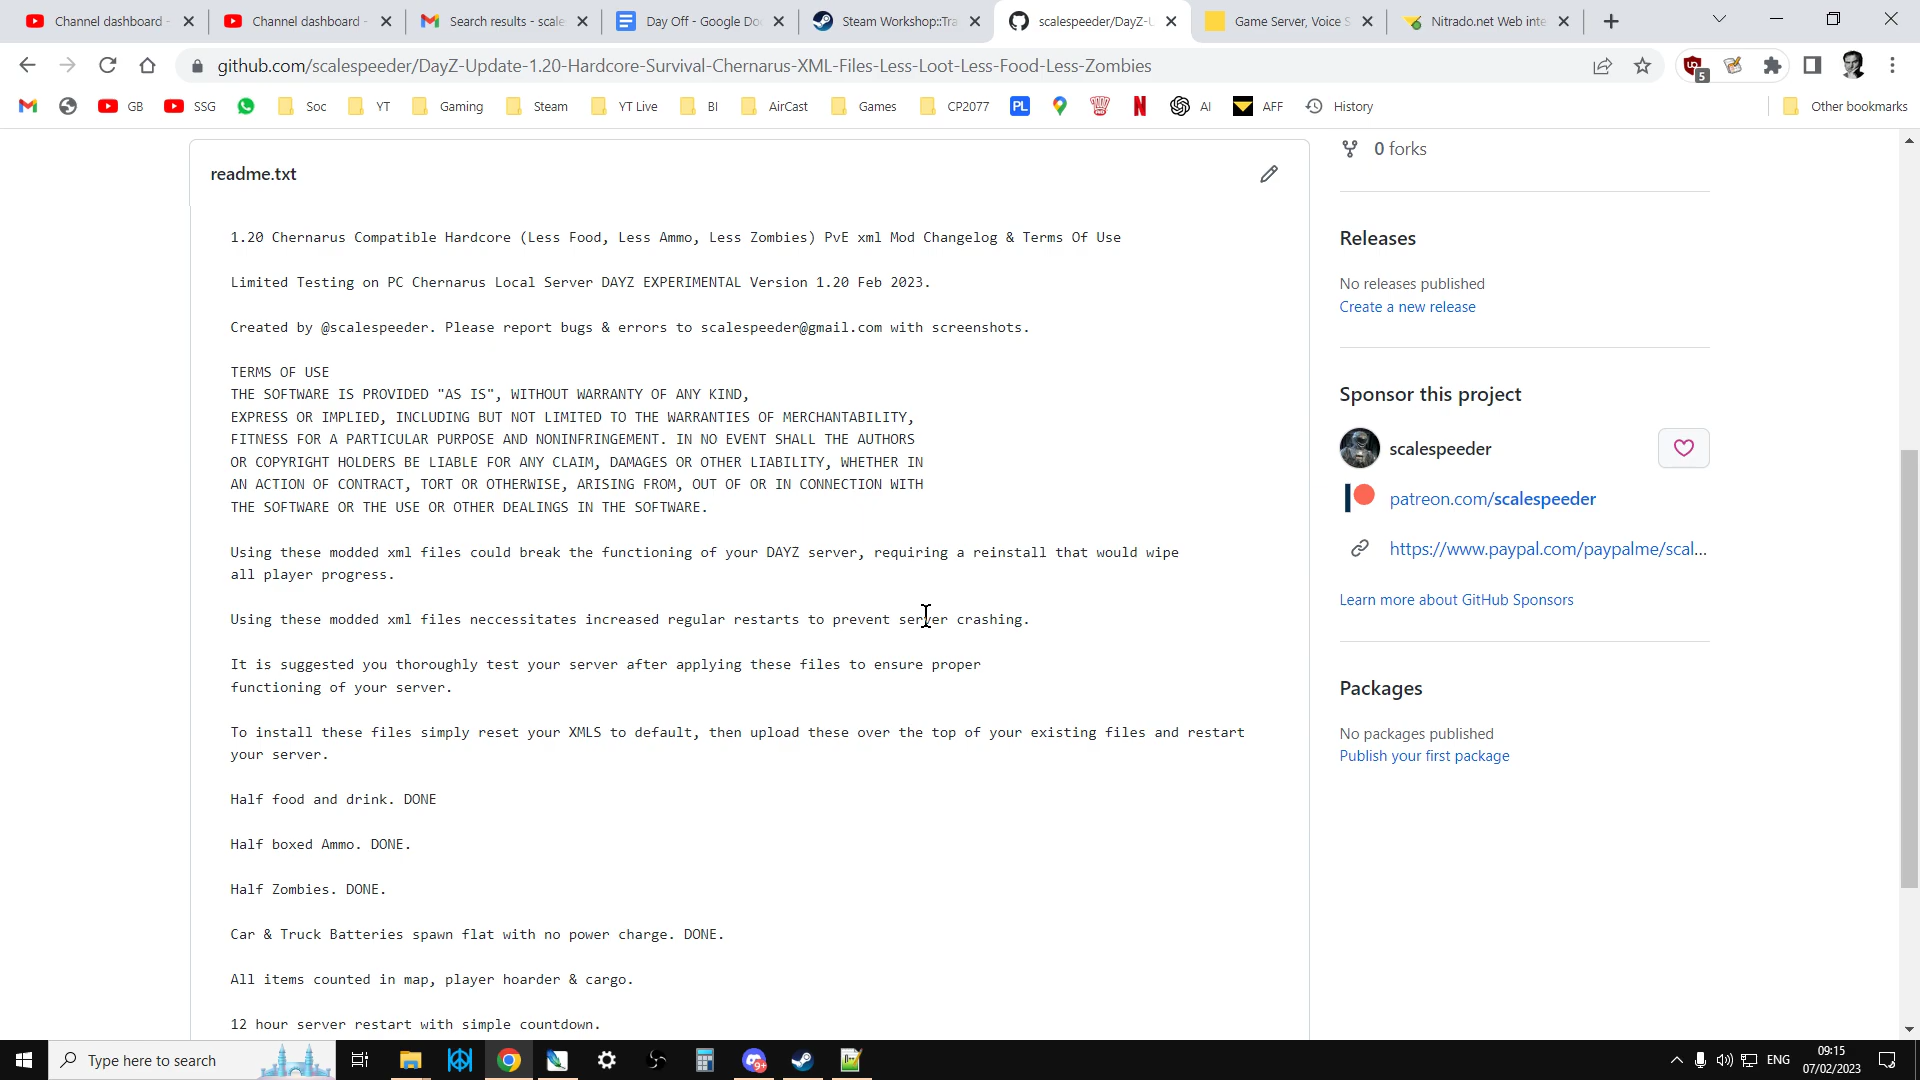 Channel dashboard -
Channel dashboard -
Search results - scale
Day Off - Google Do
Steam Workshop::Tra
scalespeeder/DayZ-U
Game Server, Voice S
Nitrado.net Web inte
github.com/scalespeeder/DayZ-Update-1.20-Hardcore-Survival-Chernarus-XML-Files-Less-Loot-Less-Food-Less-Zombies
5
GB
SSG
Soc
YT
Gaming
Steam
YT Live
BI
AirCast
Games
CP2077
PL
N
AI
AFF
History
Other bookmarks
readme.txt
1.20 Chernarus Compatible Hardcore (Less Food, Less Ammo, Less Zombies) PvE xml Mod Changelog & Terms Of Use
Limited Testing on PC Chernarus Local Server DAYZ EXPERIMENTAL Version 1.20 Feb 2023.
Created by @scalespeeder. Please report bugs & errors to scalespeeder@gmail.com with screenshots.
TERMS OF USE
THE SOFTWARE IS PROVIDED "AS IS", WITHOUT WARRANTY OF ANY KIND,
EXPRESS OR IMPLIED, INCLUDING BUT NOT LIMITED TO THE WARRANTIES OF MERCHANTABILITY,
FITNESS FOR A PARTICULAR PURPOSE AND NONINFRINGEMENT. IN NO EVENT SHALL THE AUTHORS
OR COPYRIGHT HOLDERS BE LIABLE FOR ANY CLAIM, DAMAGES OR OTHER LIABILITY, WHETHER IN
AN ACTION OF CONTRACT, TORT OR OTHERWISE, ARISING FROM, OUT OF OR IN CONNECTION WITH
THE SOFTWARE OR THE USE OR OTHER DEALINGS IN THE SOFTWARE.
Using these modded xml files could break the functioning of your DAYZ server, requiring a reinstall that would wipe
all player progress.
Using these modded xml files neccessitates increased regular restarts to prevent server crashing.
It is suggested you thoroughly test your server after applying these files to ensure proper
functioning of your server.
To install these files simply reset your XMLS to default, then upload these over the top of your existing files and restart
your server.
Half food and drink. DONE
Half boxed Ammo. DONE.
Half Zombies. DONE.
Car & Truck Batteries spawn flat with no power charge. DONE.
All items counted in map, player hoarder & cargo.
12 hour server restart with simple countdown.
0 forks
Releases
No releases published
Create a new release
Sponsor this project
scalespeeder
patreon.com/scalespeeder
https://www.paypal.com/paypalme/scal...
Learn more about GitHub Sponsors
Packages
No packages published
Publish your first package
Type here to search
9+
ENG
09:15
07/02/2023